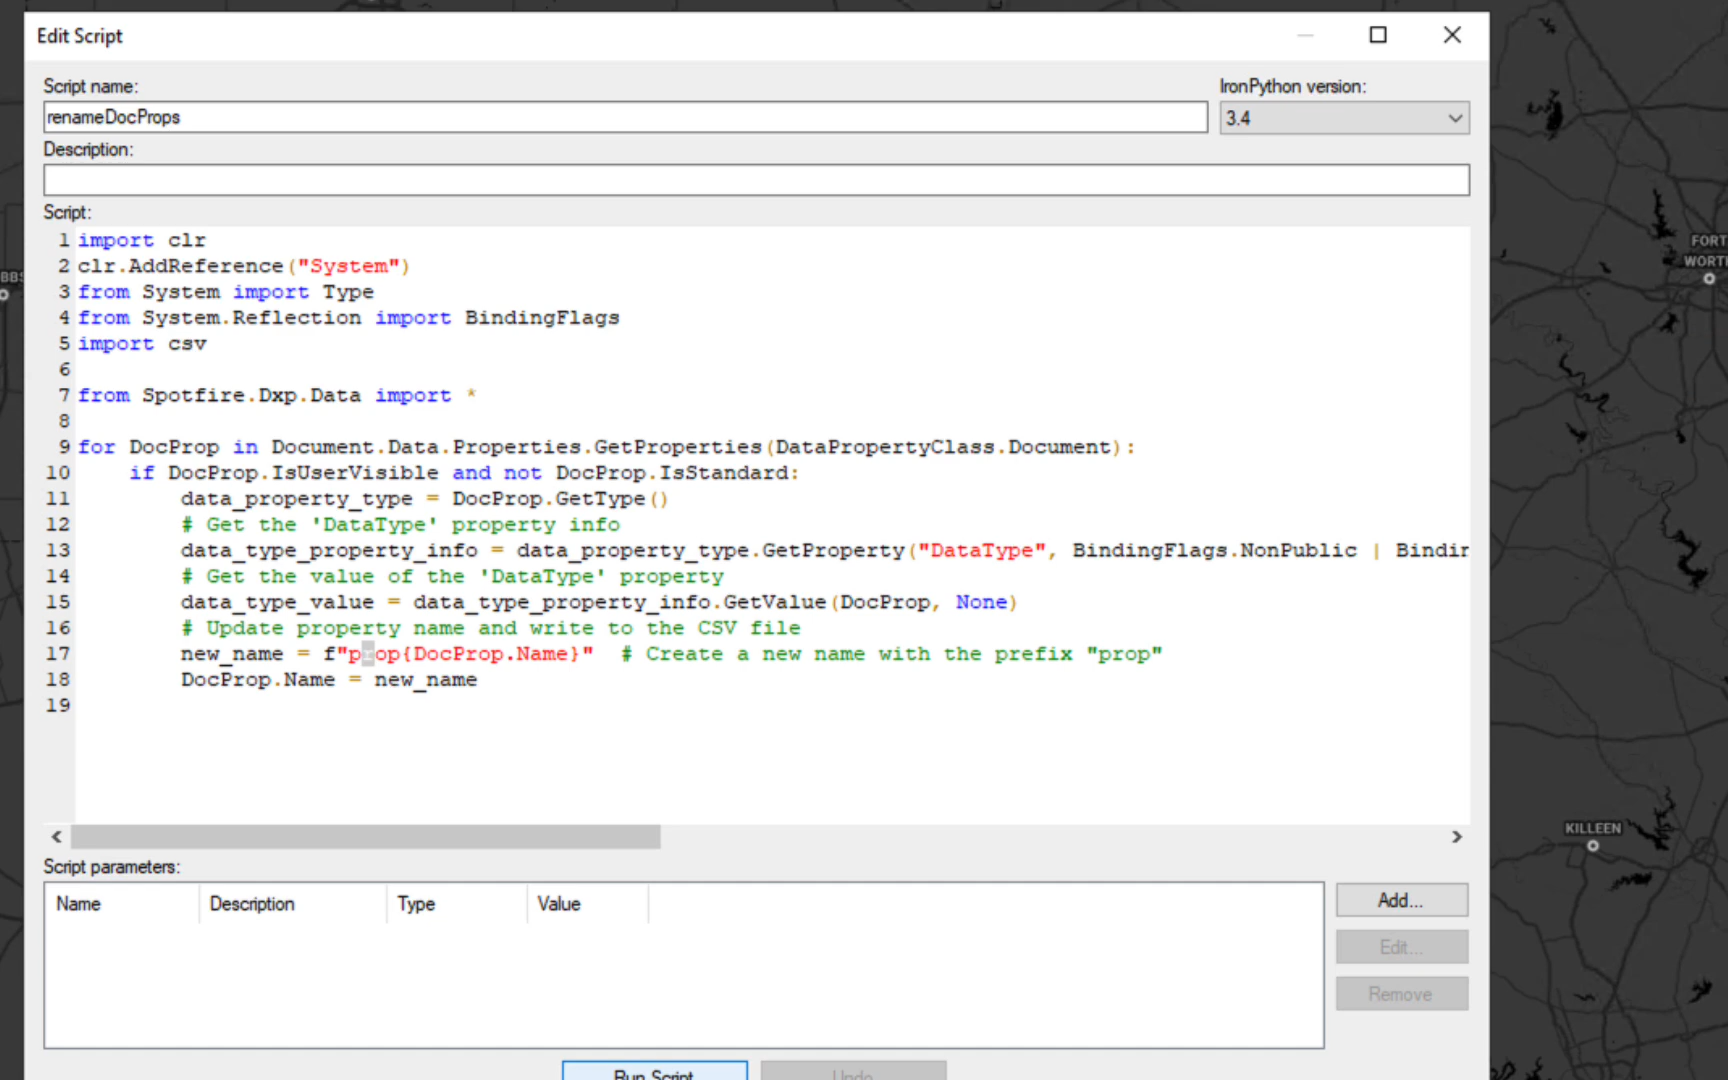 Edit Script
Script name:
IronPython version:
renameDocProps
3.4
Description:
Script:
1 import clr
2 clr.AddReference("System")
3 from System import Type
4 from System.Reflection import BindingFlags
5 import csv
6
7 from Spotfire.Dxp.Data import *
8
9 for DocProp in Document.Data.Properties.GetProperties(DataPropertyClass.Document):
10     if DocProp.IsUserVisible and not DocProp.IsStandard:
11         data_property_type = DocProp.GetType()
12         # Get the 'DataType' property info
13         data_type_property_info = data_property_type.GetProperty("DataType", BindingFlags.NonPublic | Bindin
14         # Get the value of the 'DataType' property
15         data_type_value = data_type_property_info.GetValue(DocProp, None)
16         # Update property name and write to the CSV file
17         new_name = f"prop{DocProp.Name}"  # Create a new name with the prefix "prop"
18         DocProp.Name = new_name
19
Script parameters:
Name Description Type Value
Add...
Edit...
Remove
Run Script Undo
BBS
FORT
WORTH
KILLEEN